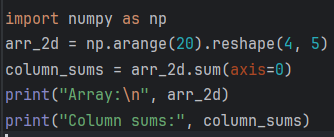 import numpy as np
arr_2d = np.arange(20).reshape(4, 5)
column_sums = arr_2d.sum(axis=0)
print("Array:\n", arr_2d)
print("Column sums:", column_sums)